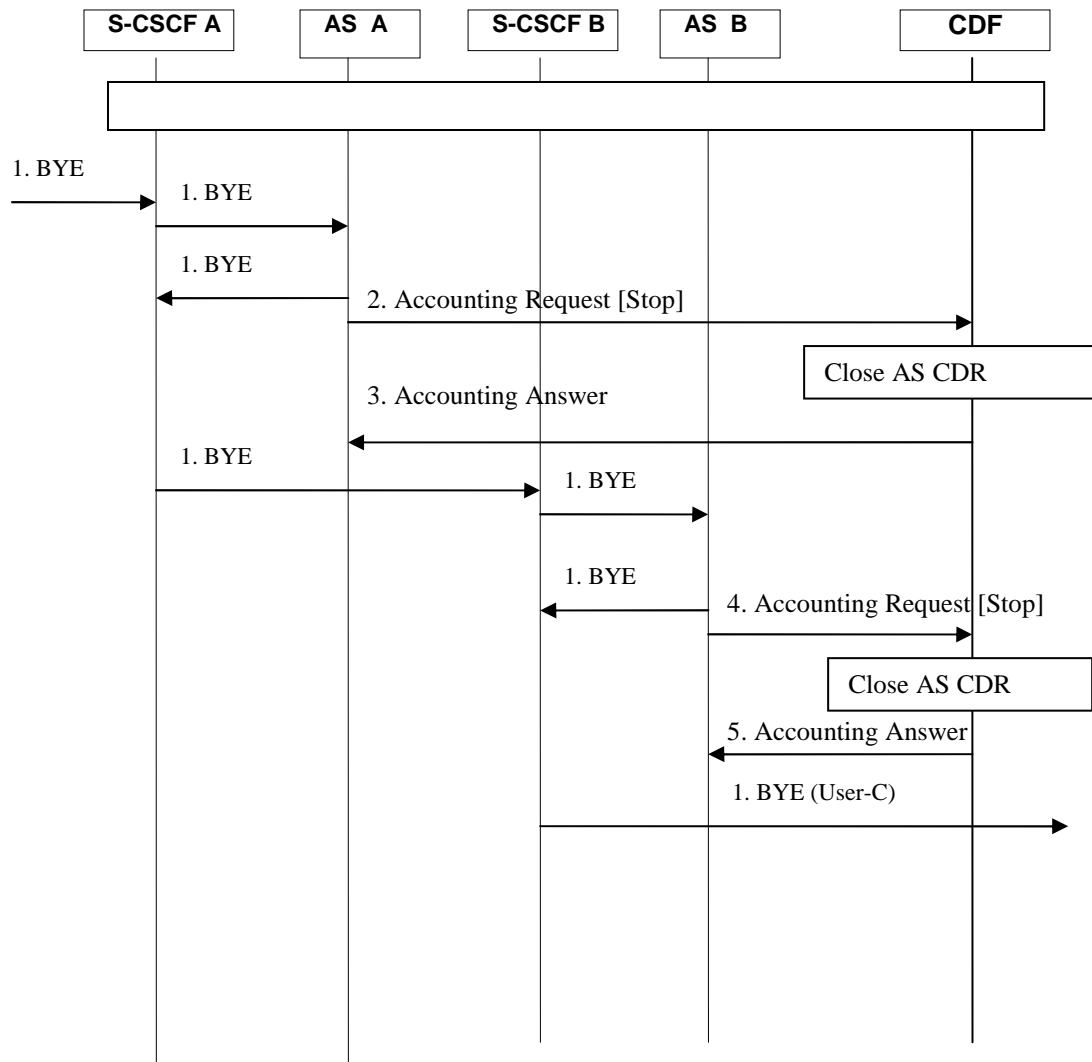 S-CSCF A
AS A
S-CSCF B
AS B
CDF
1. BYE
1. BYE
1. BYE
2. Accounting Request [Stop]
Close AS CDR
3. Accounting Answer
1. BYE
1. BYE
1. BYE
4. Accounting Request [Stop]
Close AS CDR
5. Accounting Answer
1. BYE (User-C)